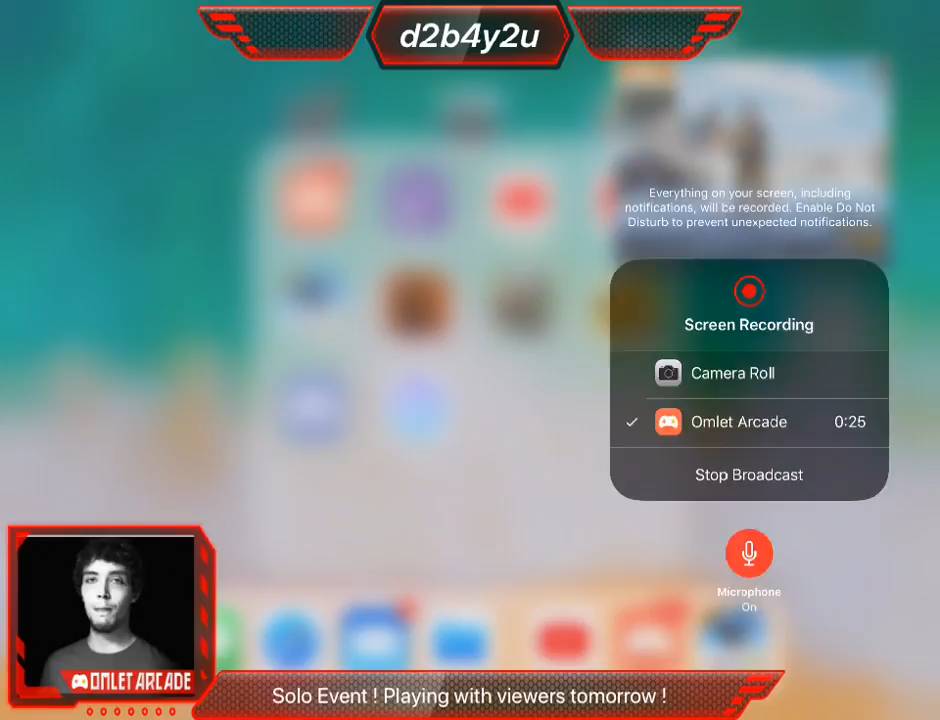 d2b4y2u
Everything on your screen, including
notifications, will be recorded. Enable Do Not
Disturb to prevent unexpected notifications.
Screen Recording
Camera Roll
Omlet Arcade 0:25
Stop Broadcast
Microphone
On
OMLET ARCADE
Solo Event ! Playing with viewers tomorrow !